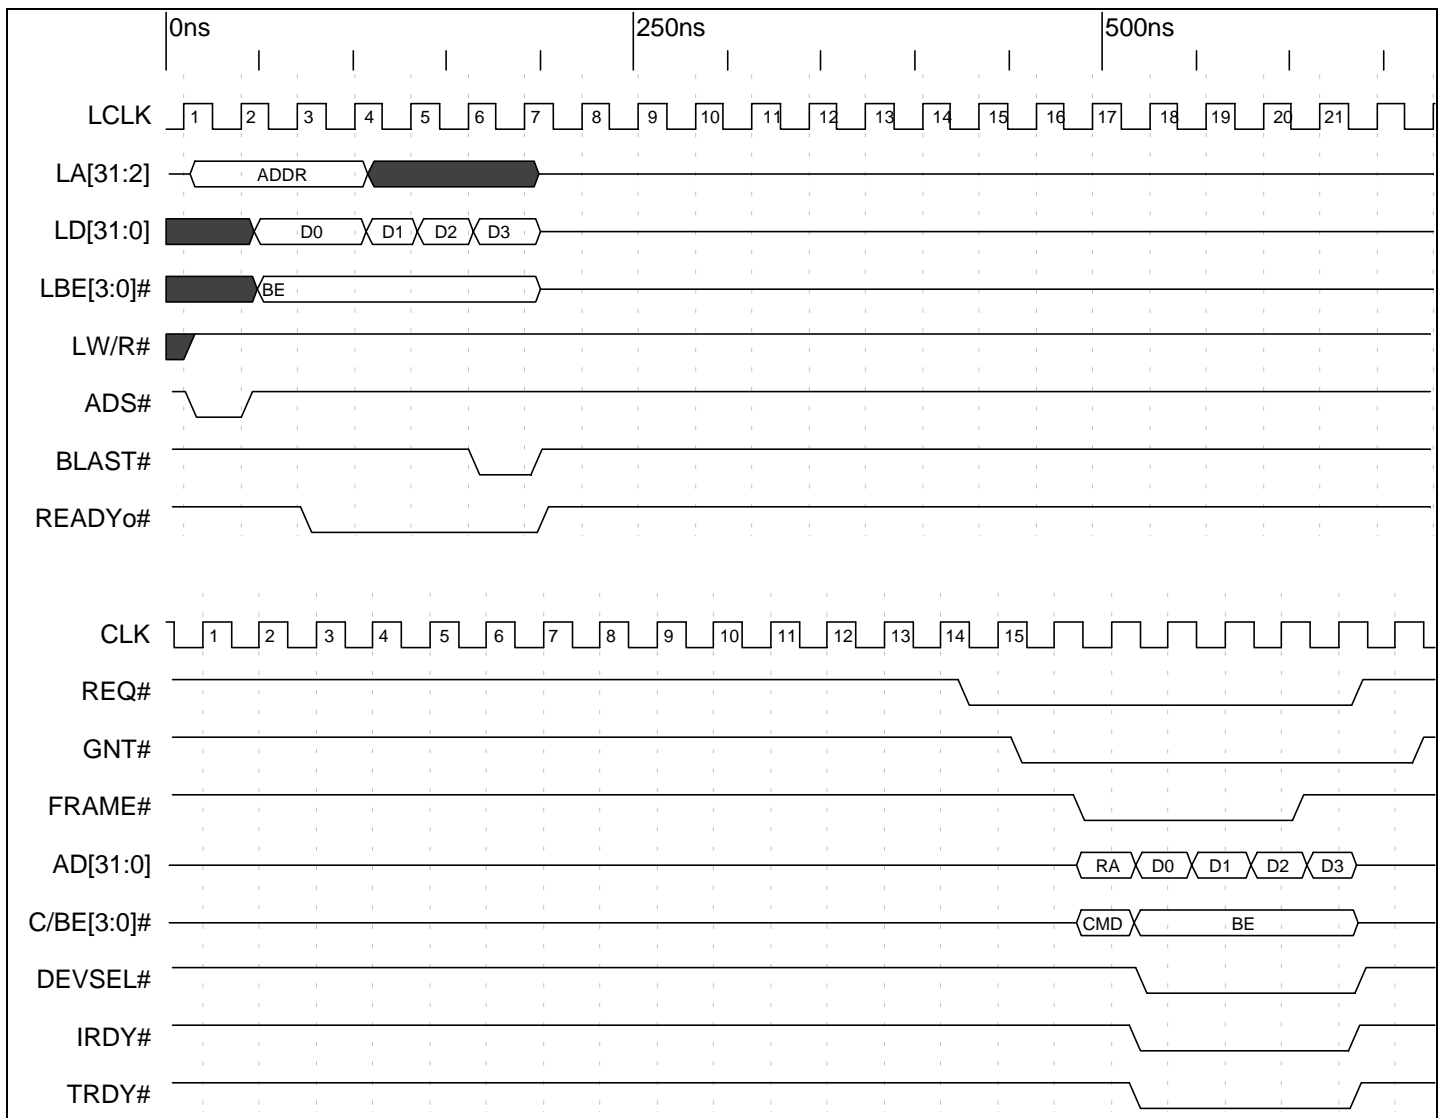 0ns 250ns 500ns
LCLK 1 2 3 4 5 6 7 8 9 10 11 12 13 14 15 16 17 18 19 20 21
LA[31:2] ADDR
LD[31:0] D0 D1 D2 D3
LBE[3:0]# BE
LW/R#
ADS#
BLAST#
READYo#
CLK 1 2 3 4 5 6 7 8 9 10 11 12 13 14 15
REQ#
GNT#
FRAME#
AD[31:0] RA D0 D1 D2 D3
C/BE[3:0]# CMD BE
DEVSEL#
IRDY#
TRDY#